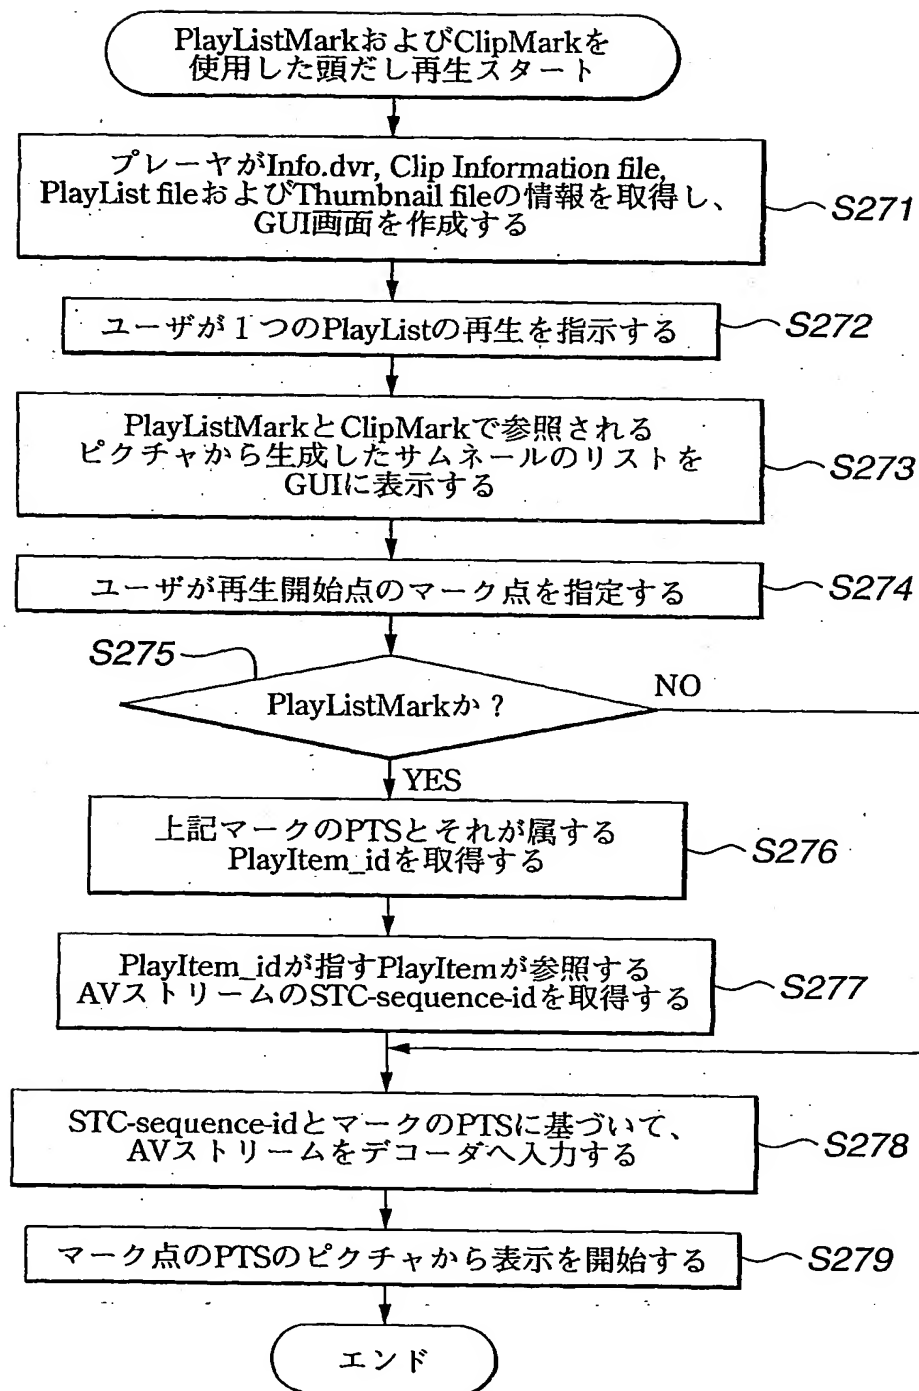 PlayListMarkおよびClipMarkを
使用した頭だし再生スタート
プレーヤがInfo.dvr, Clip Information file,
PlayList fileおよびThumbnail fileの情報を取得し、
GUI画面を作成する
S271
ユーザが1つのPlayListの再生を指示する
S272
PlayListMarkとClipMarkで参照される
ピクチャから生成したサムネールのリストを
GUIに表示する
S273
ユーザが再生開始点のマーク点を指定する
S274
S275
PlayListMarkか?
NO
YES
上記マークのPTSとそれが属する
PlayItem_idを取得する
S276
PlayItem_idが指すPlayItemが参照する
AVストリームのSTC-sequence-idを取得する
S277
STC-sequence-idとマークのPTSに基づいて、
AVストリームをデコーダへ入力する
S278
マーク点のPTSのピクチャから表示を開始する
S279
エンド